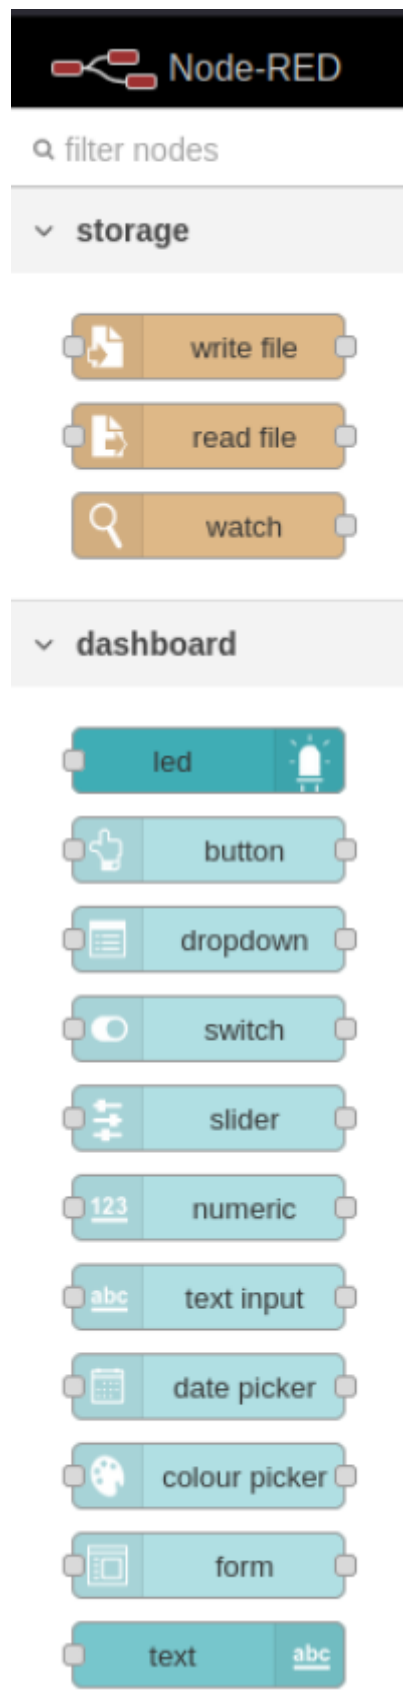 Node-RED
filter nodes
storage
write file
read file
watch
dashboard
led
button
dropdown
switch
slider
123 numeric
abc text input
date picker
colour picker
form
text abc